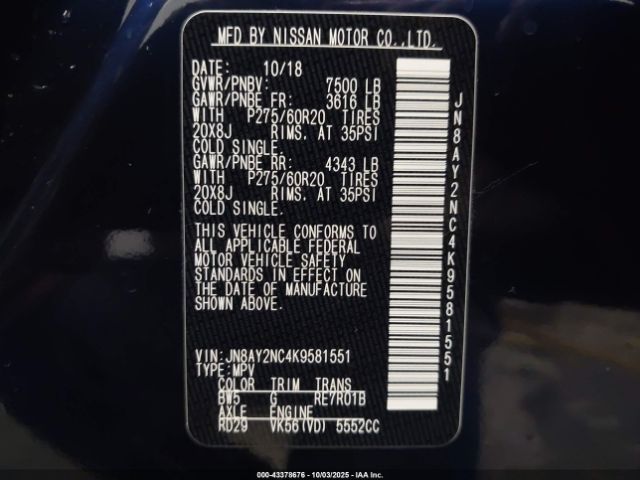 MFD BY NISSAN MOTOR CO.,LTD.
DATE: 10/18
GVWR/PNBV: 7500 LB
GAWR/PNBE FR: 3616 LB
WITH P275/60R20 TIRES
20X8J RIMS. AT 35PSI
COLD SINGLE.
GAWR/PNBE RR: 4343 LB
WITH P275/60R20 TIRES
20X8J RIMS. AT 35PSI
COLD SINGLE.
THIS VEHICLE CONFORMS TO
ALL APPLICABLE FEDERAL
MOTOR VEHICLE SAFETY
STANDARDS IN EFFECT ON
THE DATE OF MANUFACTURE
SHOWN ABOVE.
VIN:JN8AY2NC4K9581551
TYPE:MPV
COLOR TRIM TRANS
BW5 G RE7R01B
AXLE ENGINE
RD29 VK56(VD) 5552CC
JN8AY2NC4K9581551
000-43378676 - 10/03/2025 - IAAI Inc.